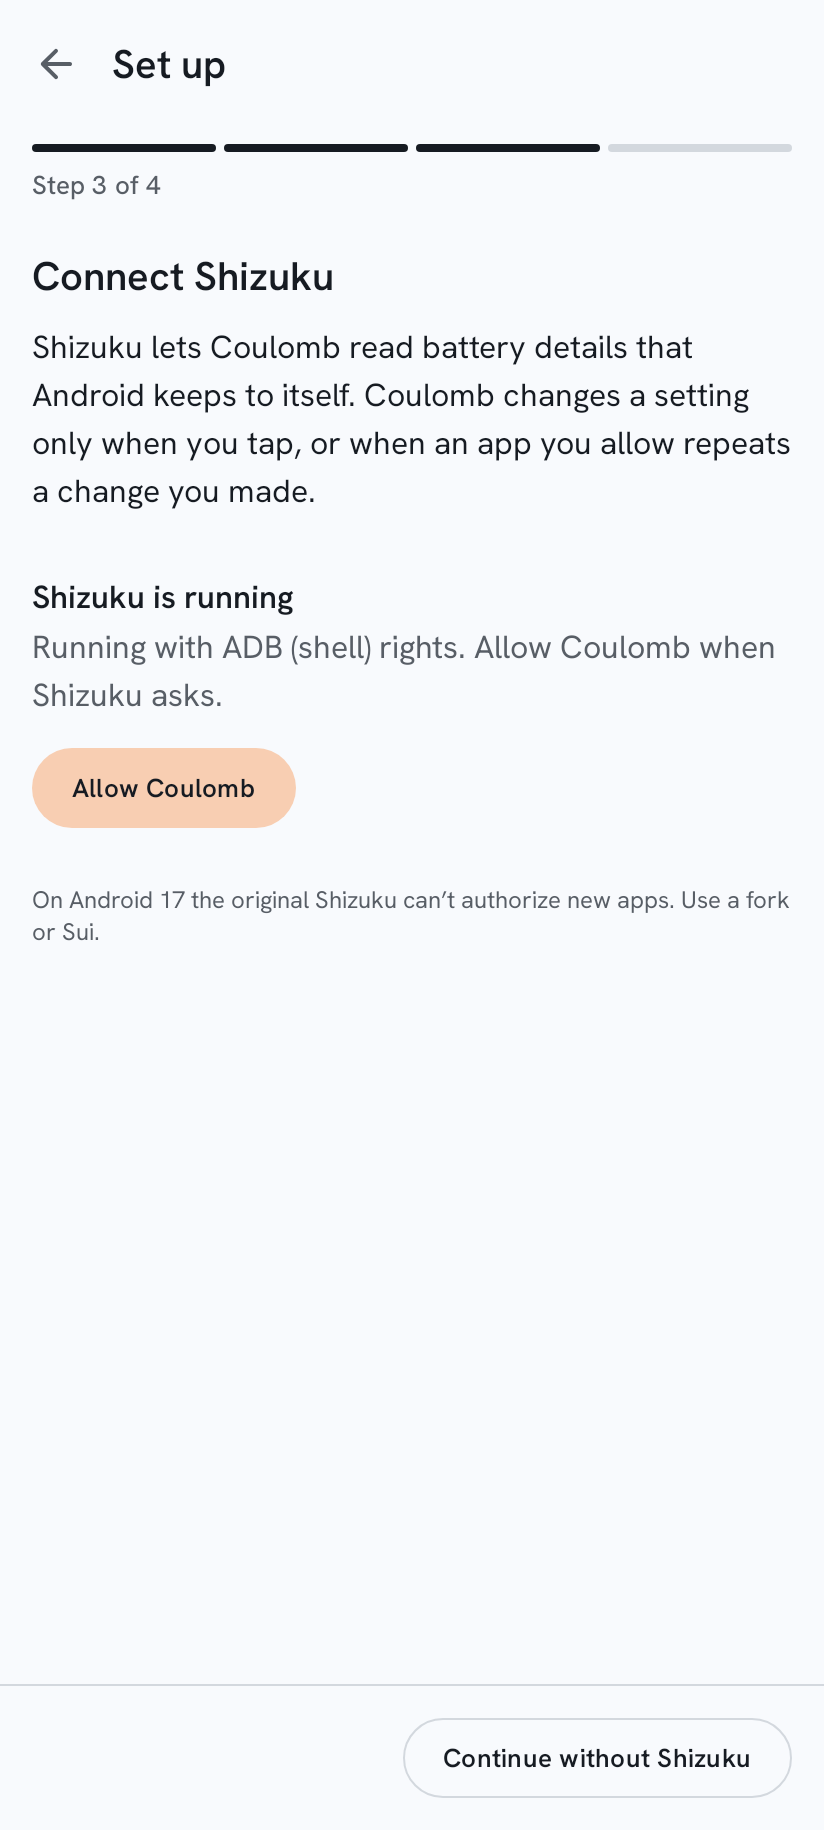 Set up
Step 3 of 4
Connect Shizuku
Shizuku lets Coulomb read battery details that
Android keeps to itself. Coulomb changes a setting
only when you tap, or when an app you allow repeats
a change you made.
Shizuku is running
Running with ADB (shell) rights. Allow Coulomb when
Shizuku asks.
Allow Coulomb
On Android 17 the original Shizuku can’t authorize new apps. Use a fork
or Sui.
Continue without Shizuku